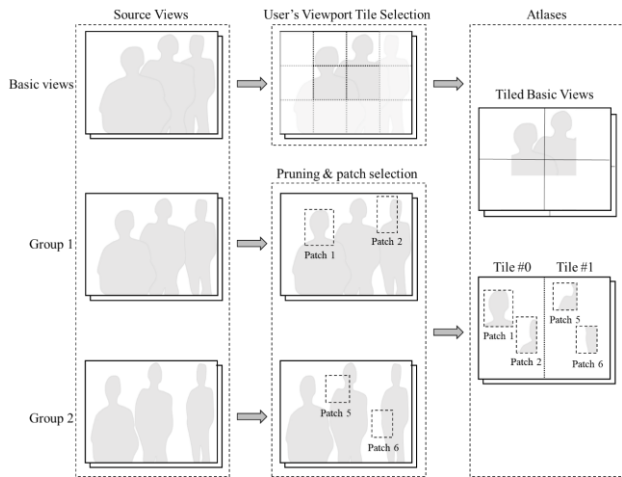 Source Views
User's Viewport Tile Selection
Atlases
Basic views
Tiled Basic Views
Pruning & patch selection
Group 1
Patch 1
Patch 2
Tile #0
Tile #1
Patch 1
Patch 2
Patch 5
Patch 6
Group 2
Patch 5
Patch 6